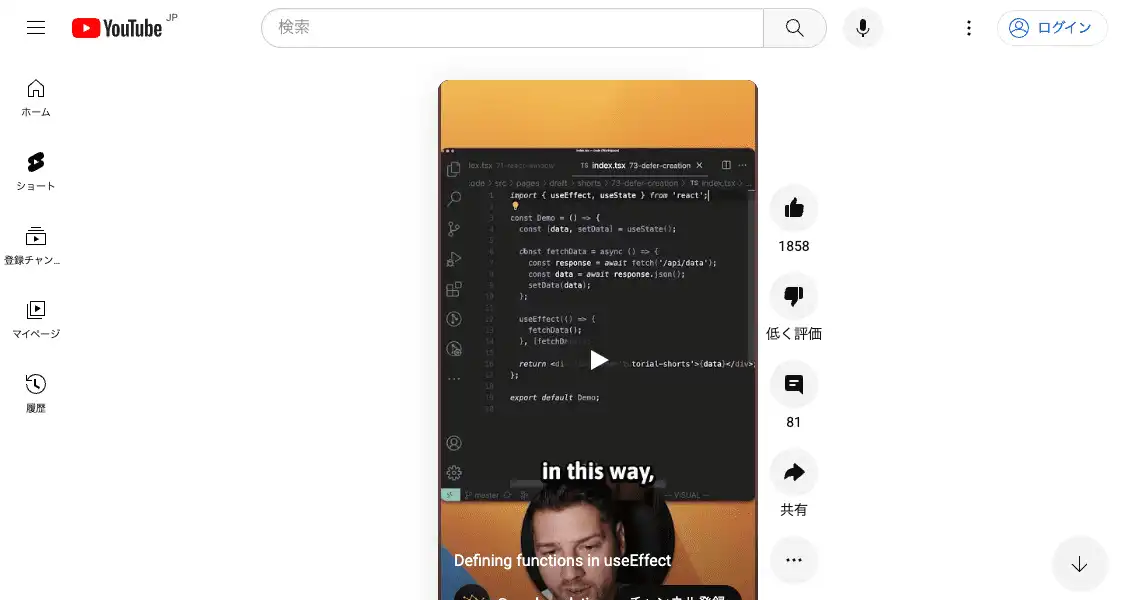 YouTube JP
検索
ログイン
ホーム
ショート
登録チャン...
マイページ
履歴
lex.tsx 71-react-window
TS index.tsx 73-defer-creation
code > src > pages > draft > shorts > 73-defer-creation > TS index.tsx > ...
1 import { useEffect, useState } from 'react';
2
3 const Demo = () => {
4 const [data, setData] = useState();
5
6 const fetchData = async () => {
7 const response = await fetch('/api/data');
8 const data = await response.json();
9 setData(data);
10 };
11
12 useEffect(() => {
13 fetchData();
14 }, [fetchD
15
16 return <di torial-shorts'>{data}</div>;
17 };
18
19 export default Demo;
20
in this way,
master
-- VISUAL --
Defining functions in useEffect
チャンネル登録
1858
低く評価
81
共有